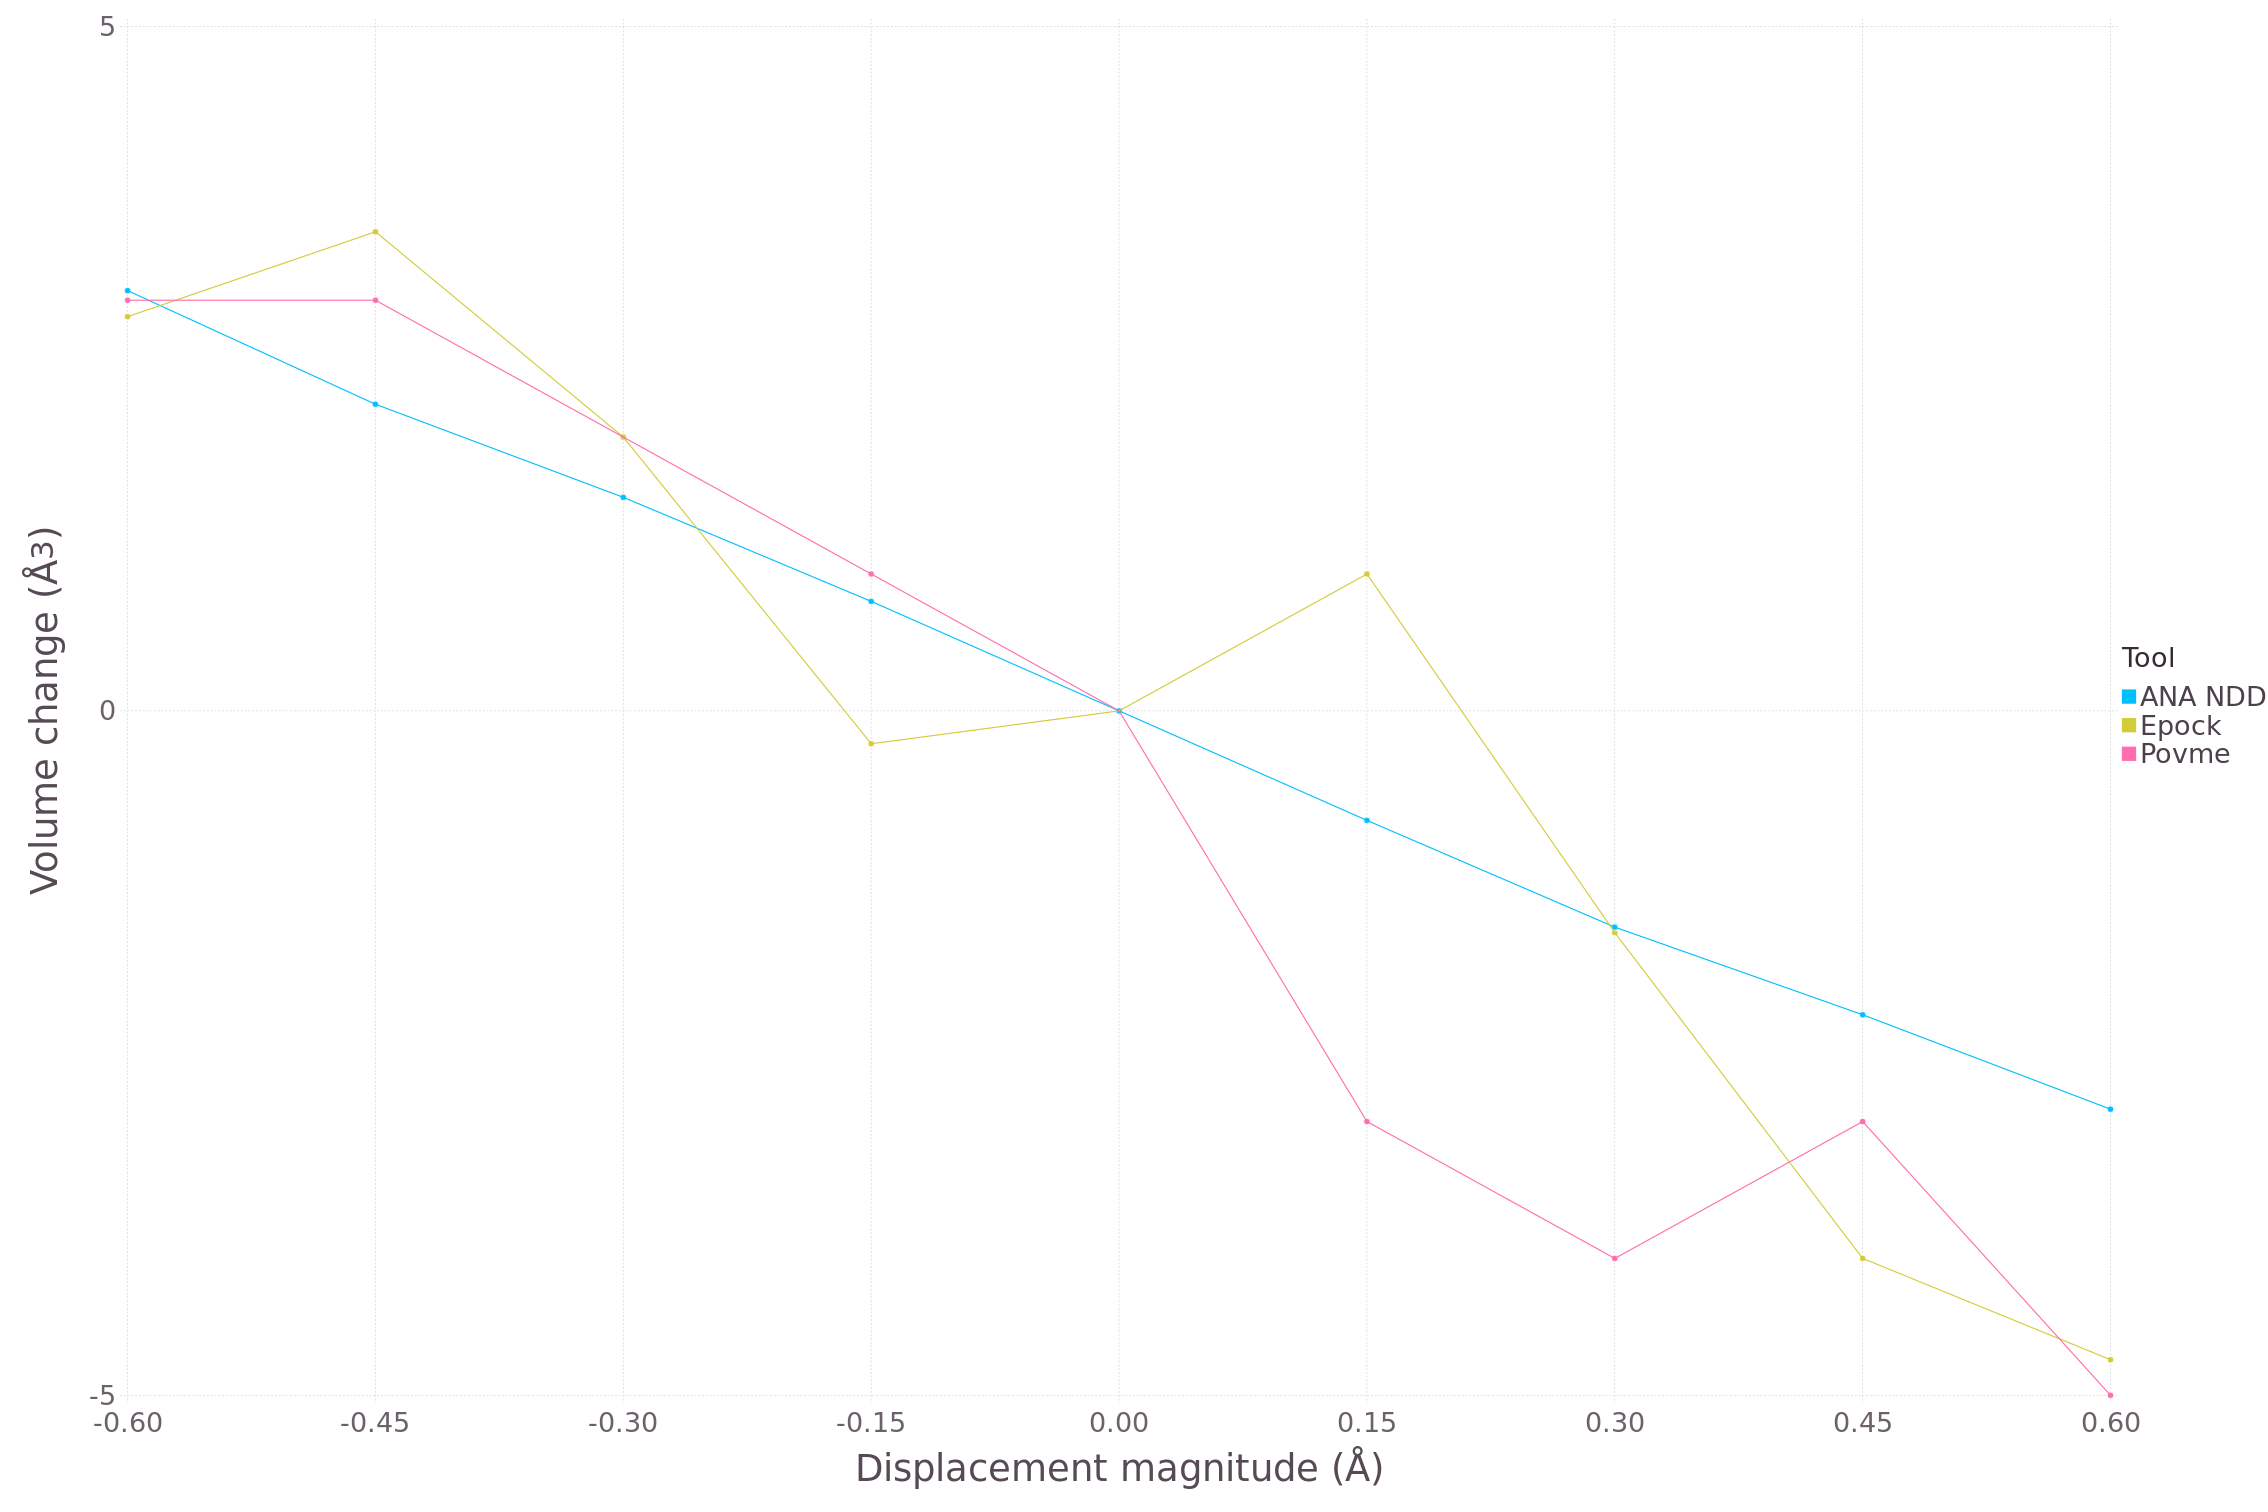 5
0
-5
Volume change (Å3)
-0.60 -0.45 -0.30 -0.15 0.00 0.15 0.30 0.45 0.60
Displacement magnitude (Å)
Tool
ANA NDD
Epock
Povme